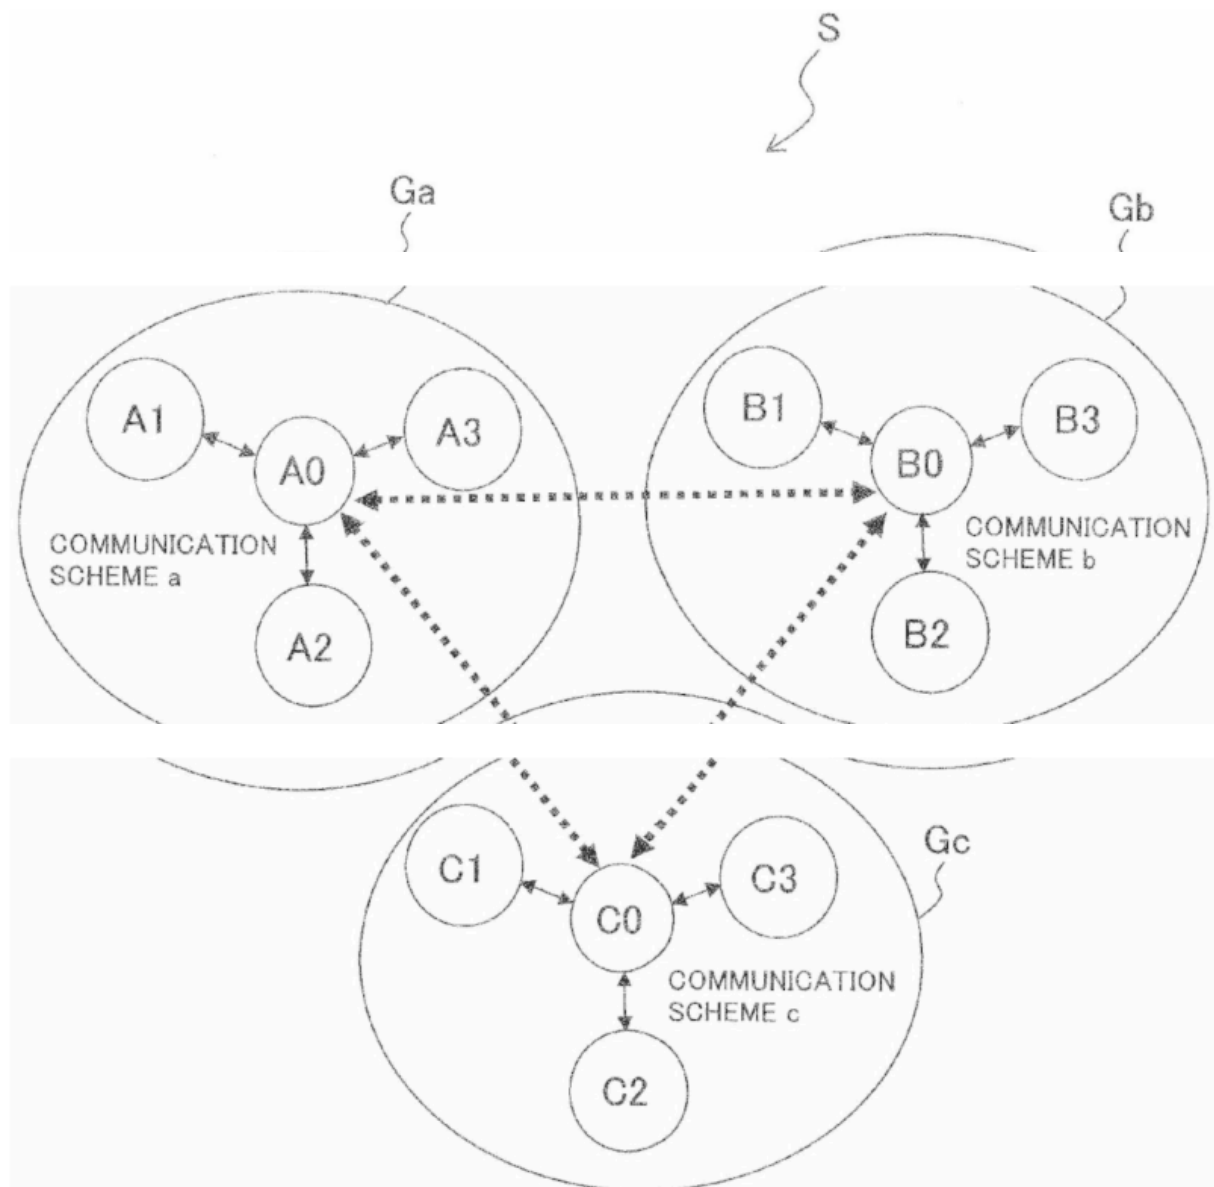 S
Ga
Gb
A1
A3
A0
COMMUNICATION
SCHEME a
A2
B1
B3
B0
COMMUNICATION
SCHEME b
B2
Gc
C1
C3
C0
COMMUNICATION
SCHEME c
C2